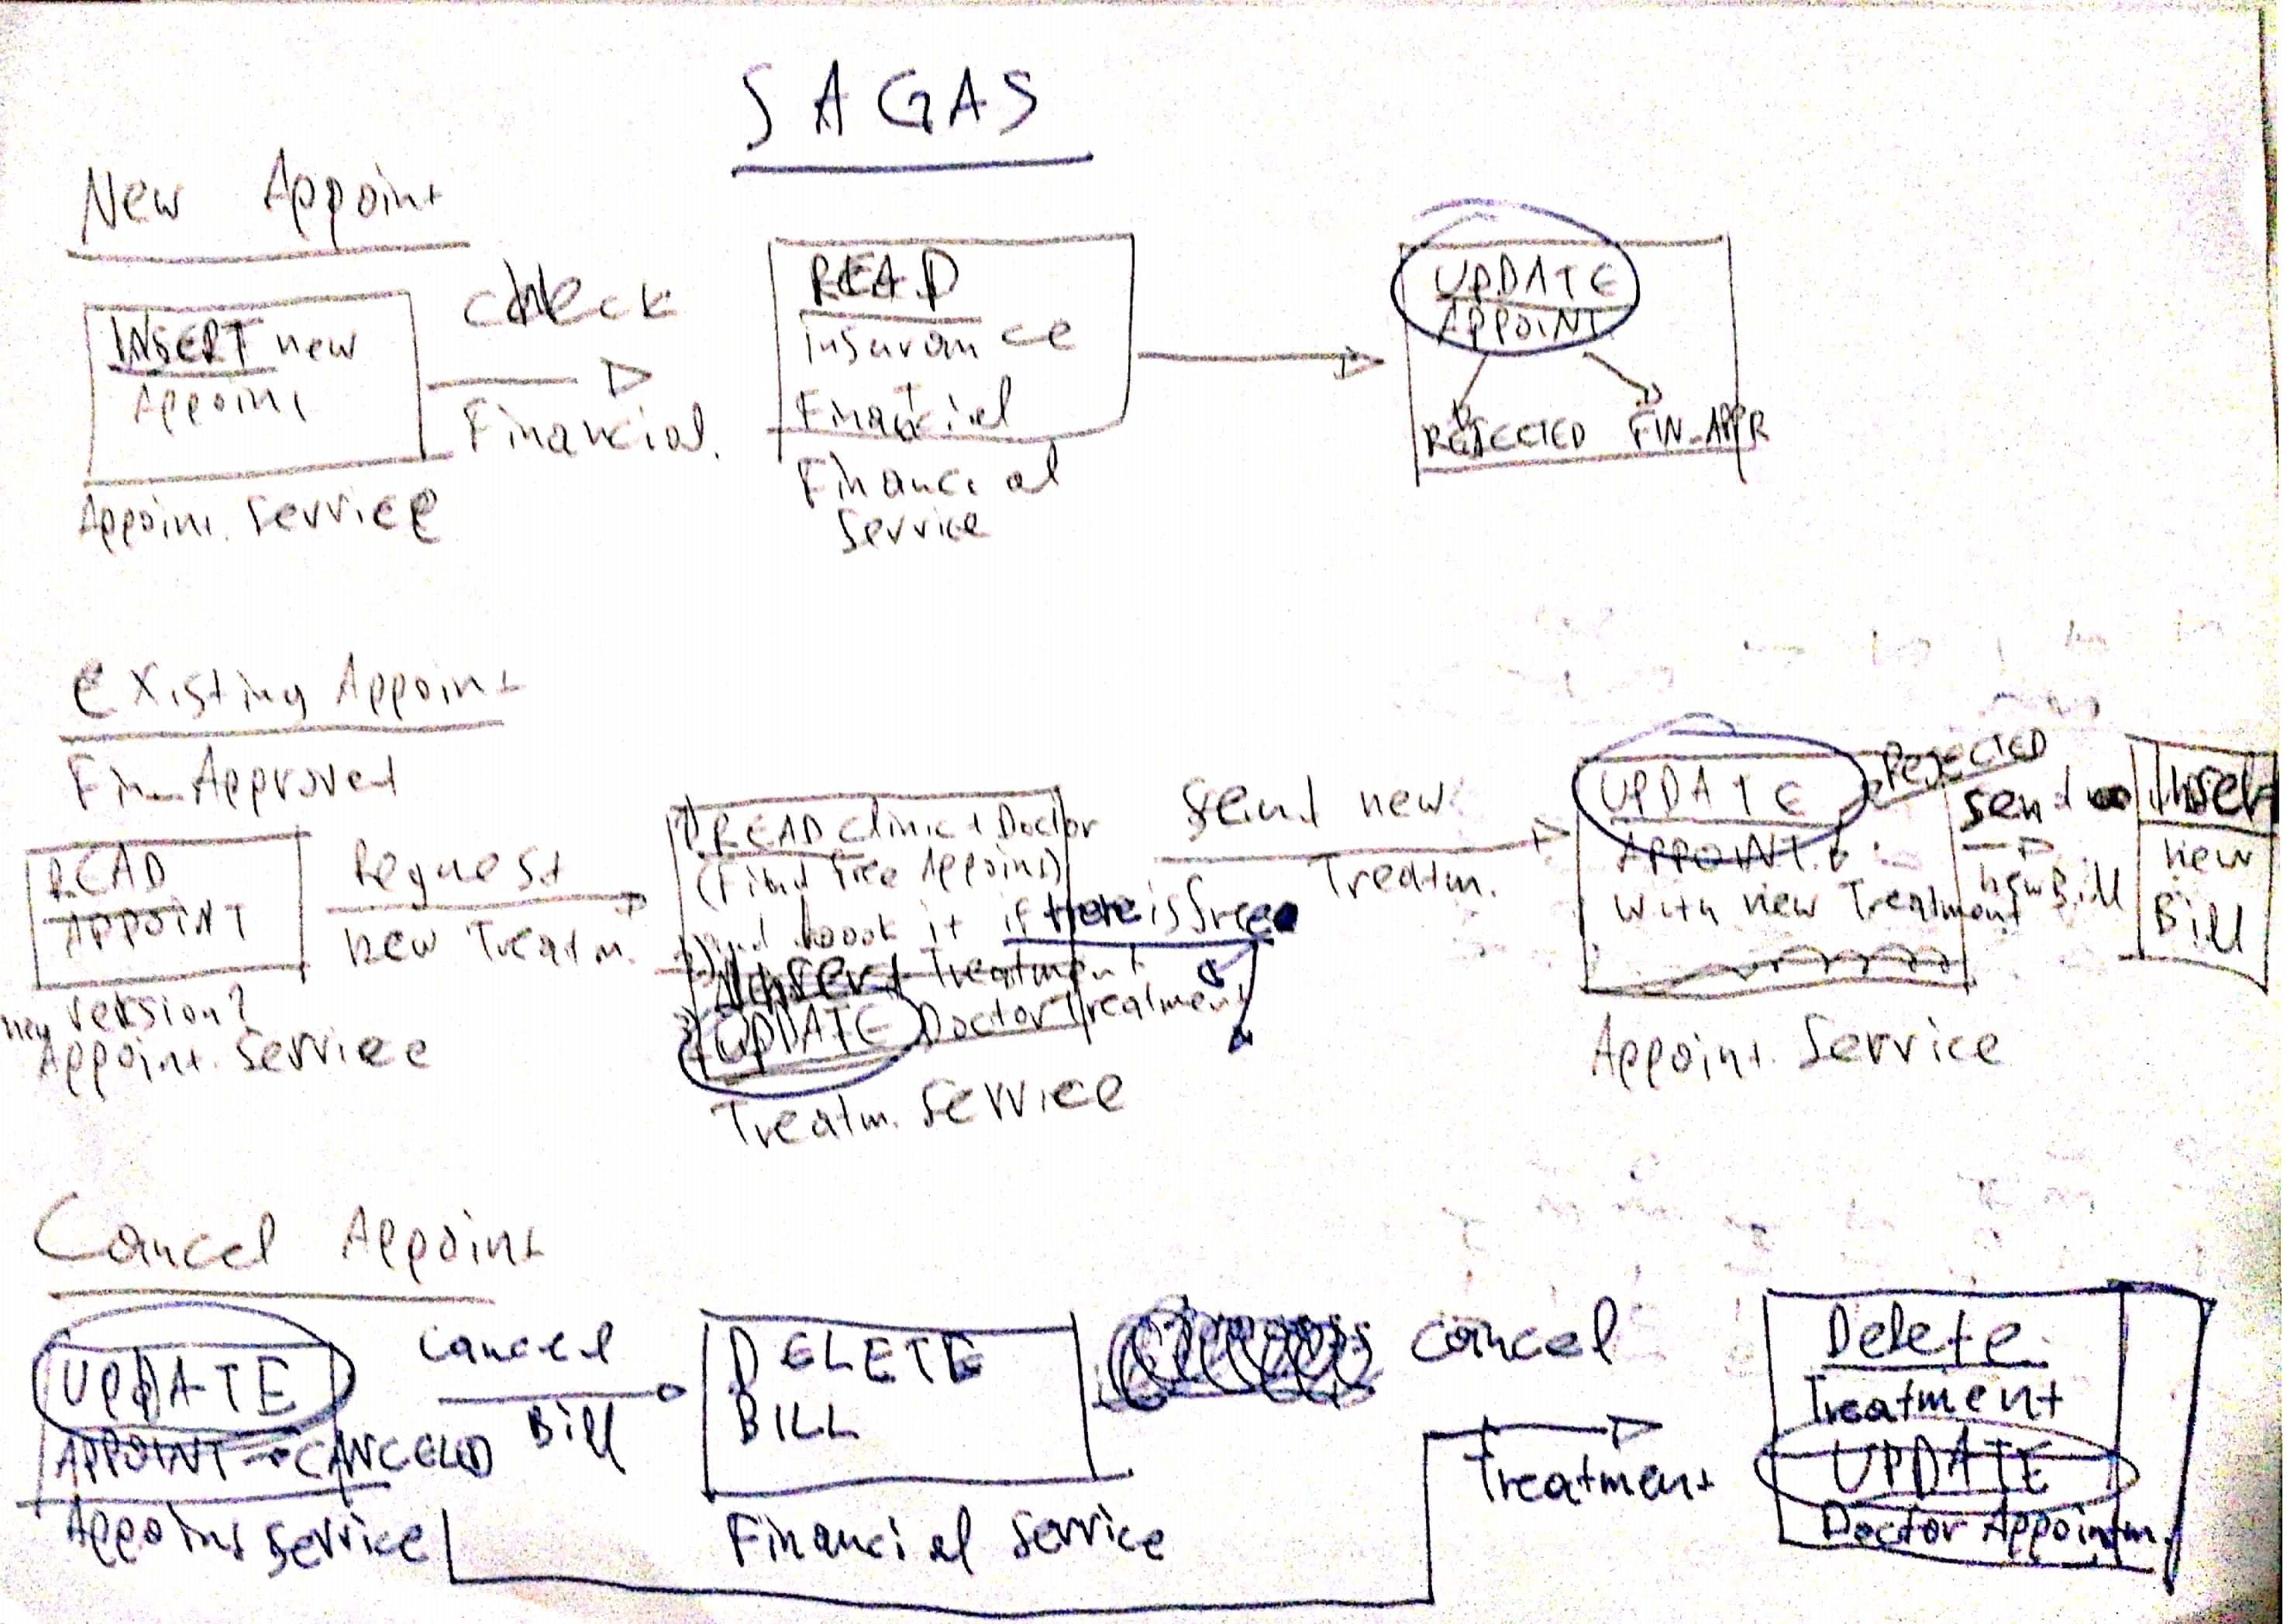 SAGAS
New Appoint
INSERT new
Appoint
Appoint. Service
check
Financial.
READ
insurance
Financial
Financial
Service
UPDATE
APPOINT
REJECTED FIN_APPR
Existing Appoint
Fin_Approved
READ
APPOINT
new version?
Appoint. Service
Request
new Treatm.
1) READ Clinic + Doctor
(Find free Appoint)
and book it if there is free
2) Insert Treatment
3) UPDATE Doctor Treatment
Treatm. Service
Send new
Treatm.
UPDATE
APPOINT.
with new Treatment
Appoint. Service
REJECTED
send
new Bill
Insert
new
Bill
Cancel Appoint
UPDATE
APPOINT → CANCELED
Appoint Service
cancel
Bill
DELETE
BILL
Financial Service
cancel
Treatment
Delete
Treatment
UPDATE
Doctor Appointm.